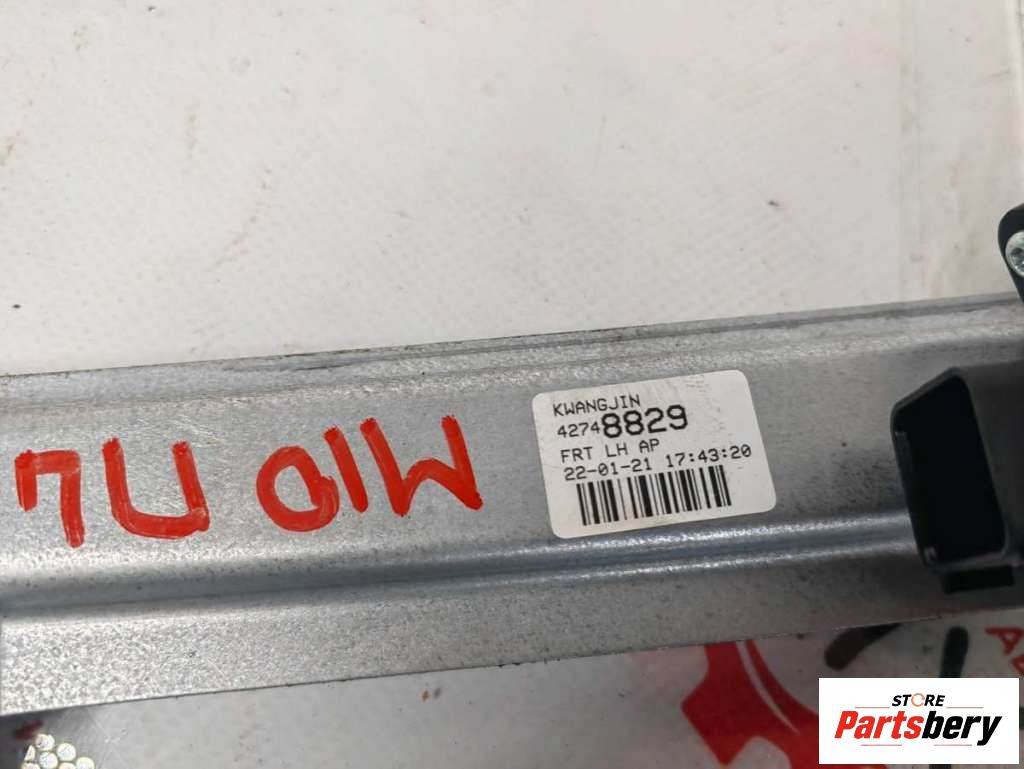 KWANGJIN
42748829
FRT LH AP
22-01-21 17:43:20
STORE
Partsbery